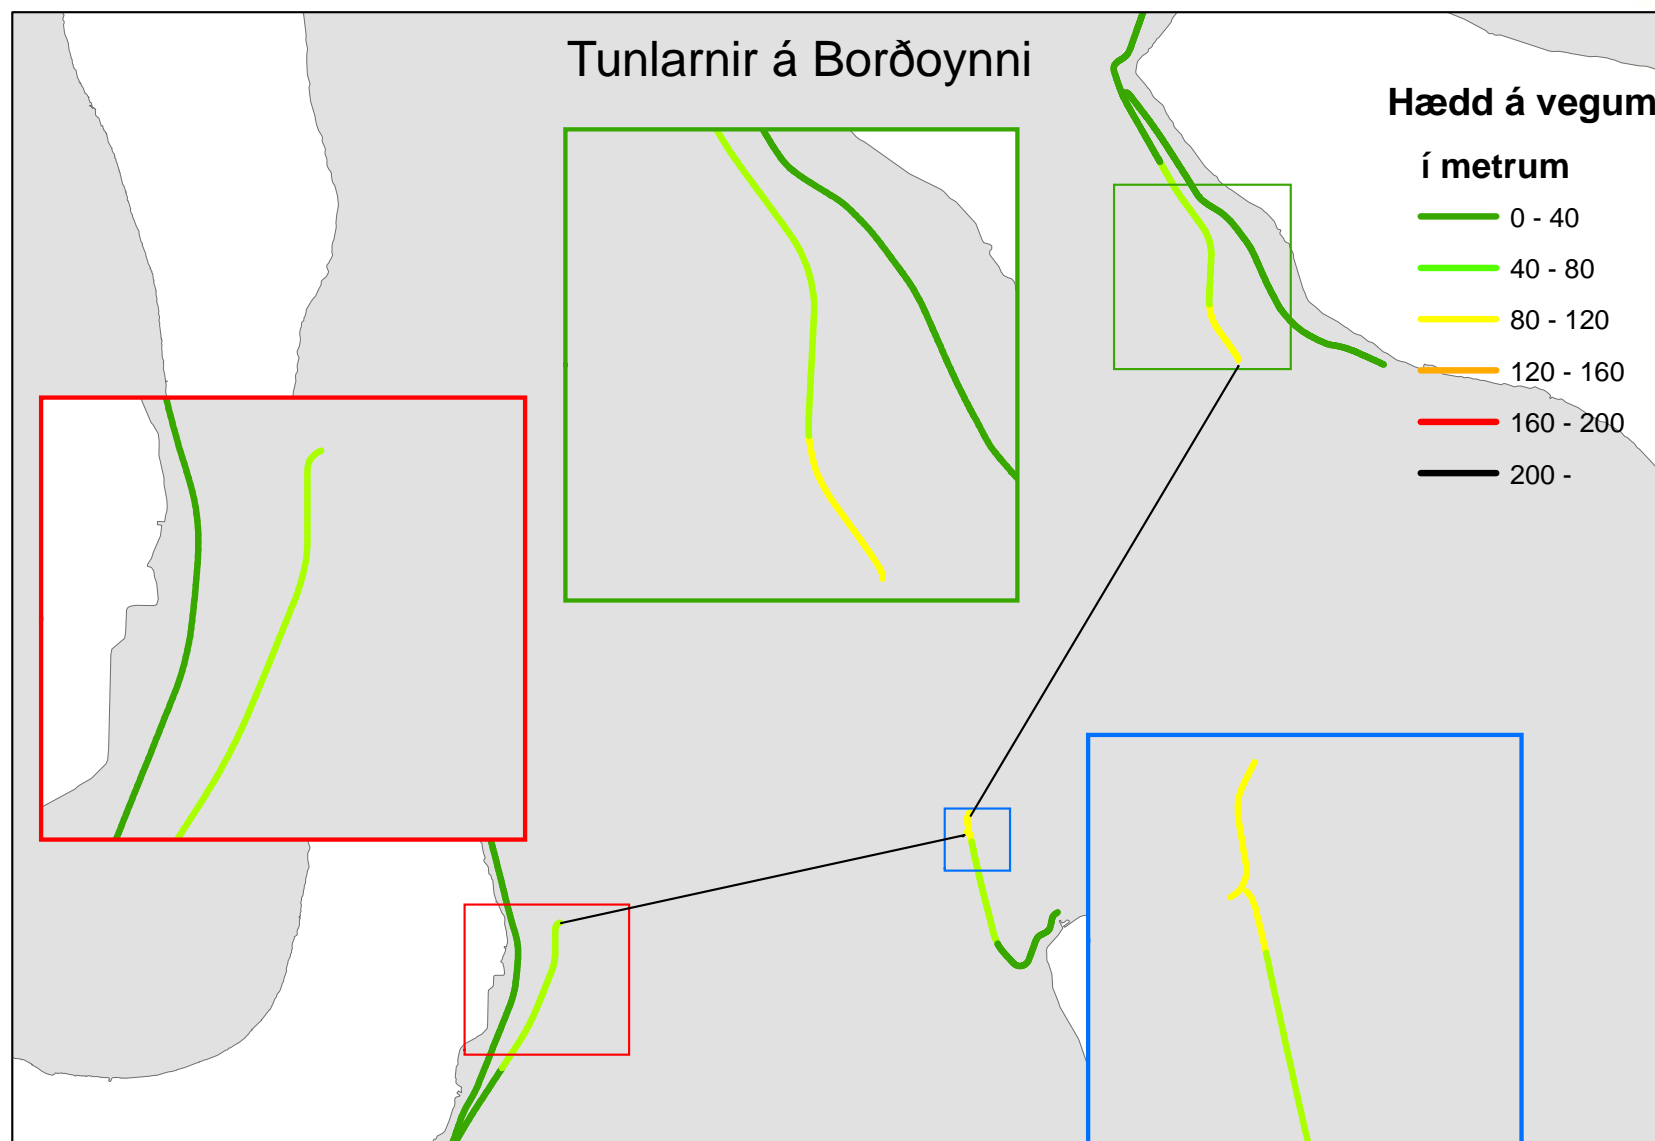 Tunlarnir á Borðoynni
Hædd á vegum
í metrum
0 - 40
40 - 80
80 - 120
120 - 160
160 - 200
200 -